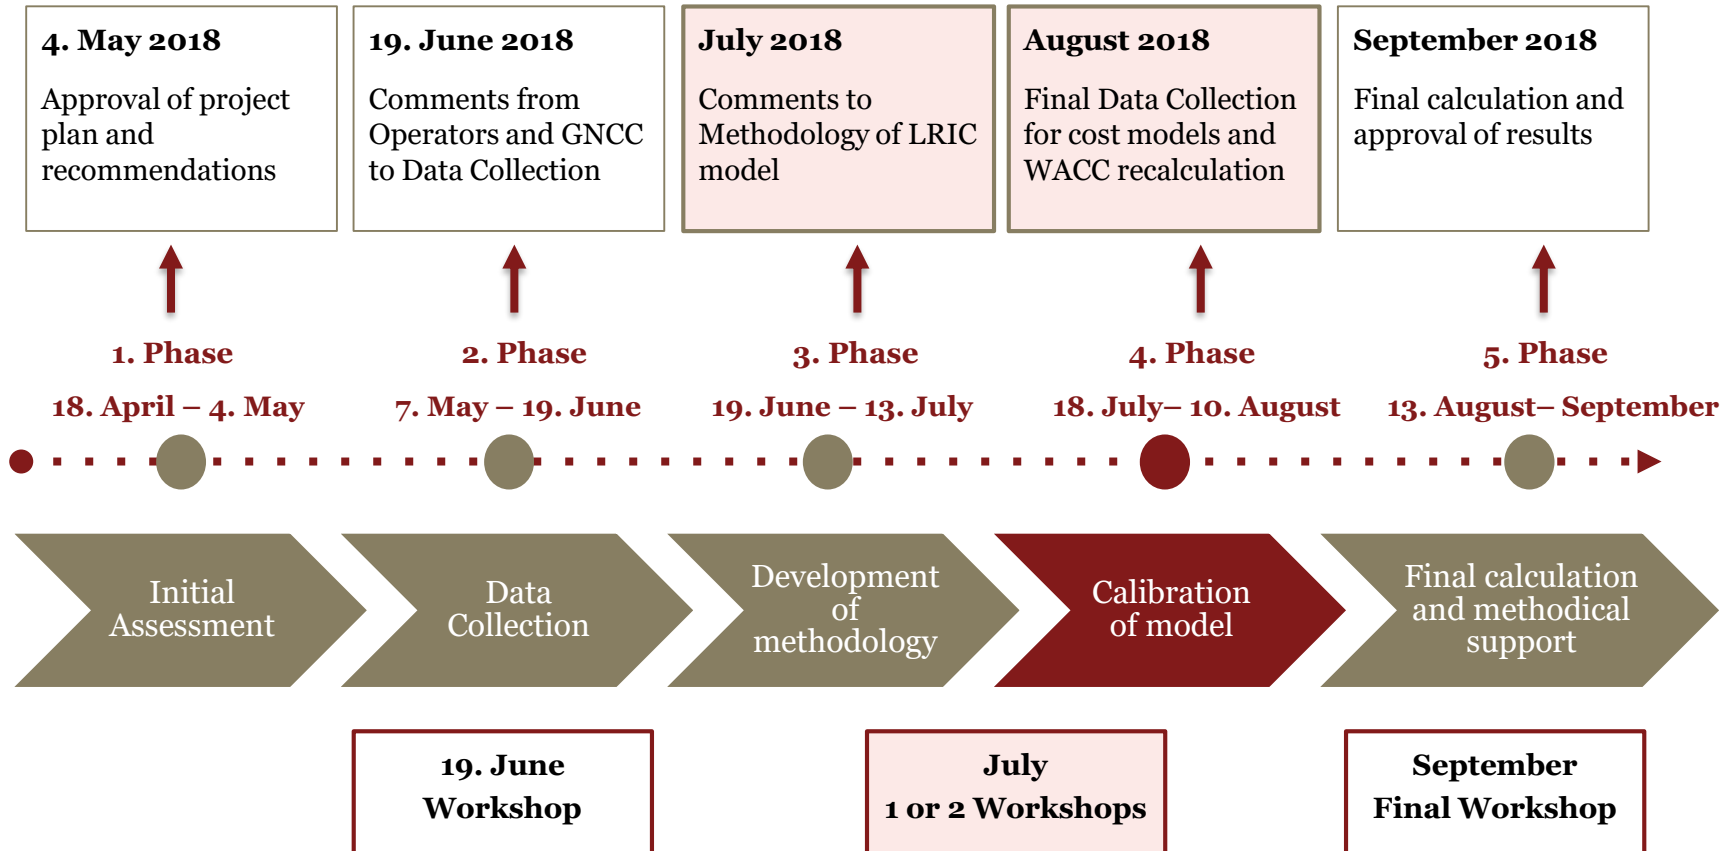 4. May 2018
Approval of project
plan and
recommendations
19. June 2018
Comments from
Operators and GNCC
to Data Collection
July 2018
Comments to
Methodology of LRIC
model
August 2018
Final Data Collection
for cost models and
WACC recalculation
September 2018
Final calculation and
approval of results
1. Phase
18. April – 4. May
2. Phase
7. May – 19. June
3. Phase
19. June – 13. July
4. Phase
18. July– 10. August
5. Phase
13. August– September
Initial
Assessment
Data
Collection
Development
of
methodology
Calibration
of model
Final calculation
and methodical
support
19. June
Workshop
July
1 or 2 Workshops
September
Final Workshop